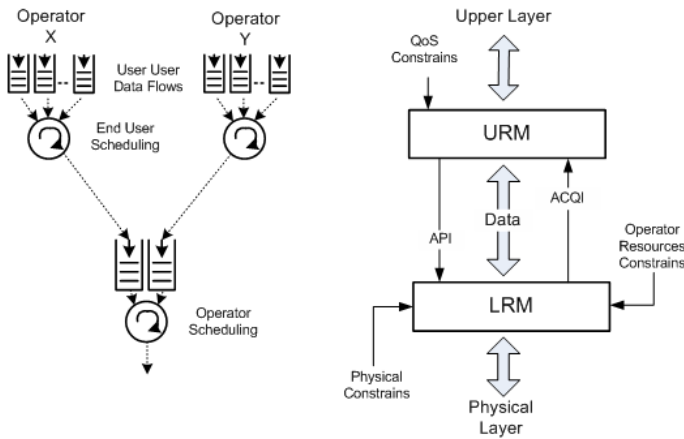 Operator
X
Operator
Y
User User
Data Flows
End User
Scheduling
Operator
Scheduling
Upper Layer
QoS
Constrains
URM
API
Data
ACQI
Operator
Resources
Constrains
LRM
Physical
Constrains
Physical
Layer